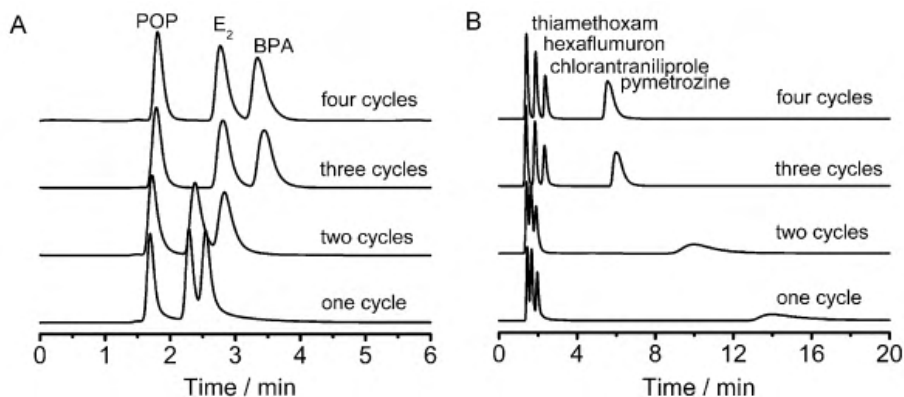 A
POP
E₂
BPA
four cycles
three cycles
two cycles
one cycle
0 1 2 3 4 5 6
Time / min
B
thiamethoxam
hexaflumuron
chlorantraniliprole
pymetrozine
four cycles
three cycles
two cycles
one cycle
0 4 8 12 16 20
Time / min